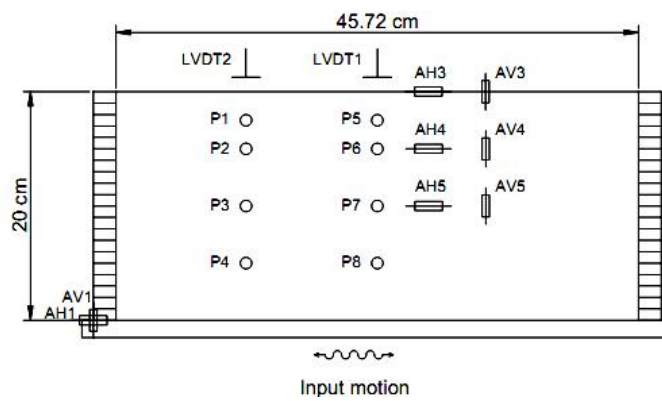 45.72 cm
LVDT2 LVDT1
AH3 AV3
P1 P5
P2 P6 AH4 AV4
P3 P7 AH5 AV5
20 cm
P4 P8
AV1
AH1
Input motion